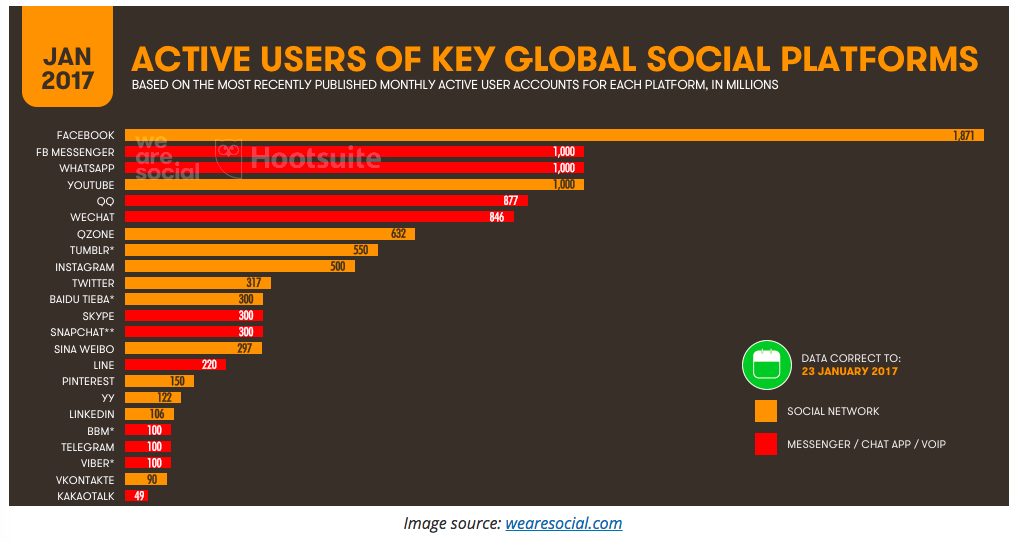 JAN
2017
ACTIVE USERS OF KEY GLOBAL SOCIAL PLATFORMS
BASED ON THE MOST RECENTLY PUBLISHED MONTHLY ACTIVE USER ACCOUNTS FOR EACH PLATFORM, IN MILLIONS
FACEBOOK 1,871
we
are
social
Hootsuite
FB MESSENGER 1,000
WHATSAPP 1,000
YOUTUBE 1,000
QQ 877
WECHAT 846
QZONE 632
TUMBLR* 550
INSTAGRAM 500
TWITTER 317
BAIDU TIEBA* 300
SKYPE 300
SNAPCHAT** 300
SINA WEIBO 297
LINE 220
PINTEREST 150
YY 122
LINKEDIN 106
BBM* 100
TELEGRAM 100
VIBER* 100
VKONTAKTE 90
KAKAOTALK 49
DATA CORRECT TO:
23 JANUARY 2017
SOCIAL NETWORK
MESSENGER / CHAT APP / VOIP
Image source: wearesocial.com